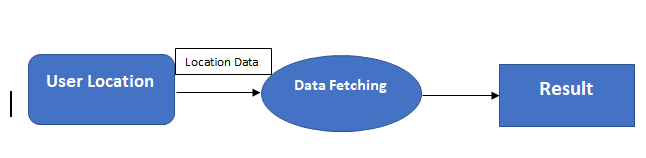 User Location
Location Data
Data Fetching
Result